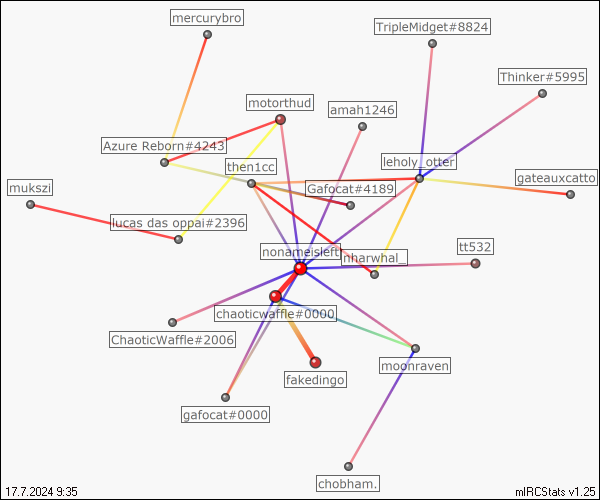 mercurybro
TripleMidget#8824
Thinker#5995
motorthud
amah1246
Azure Reborn#4243
then1cc
leholy_otter
gateauxcatto
mukszi
Gafocat#4189
lucas das oppai#2396
nonameisleft
nharwhal_
tt532
chaoticwaffle#0000
ChaoticWaffle#2006
moonraven
fakedingo
gafocat#0000
chobham.
17.7.2024 9:35
mIRCStats v1.25